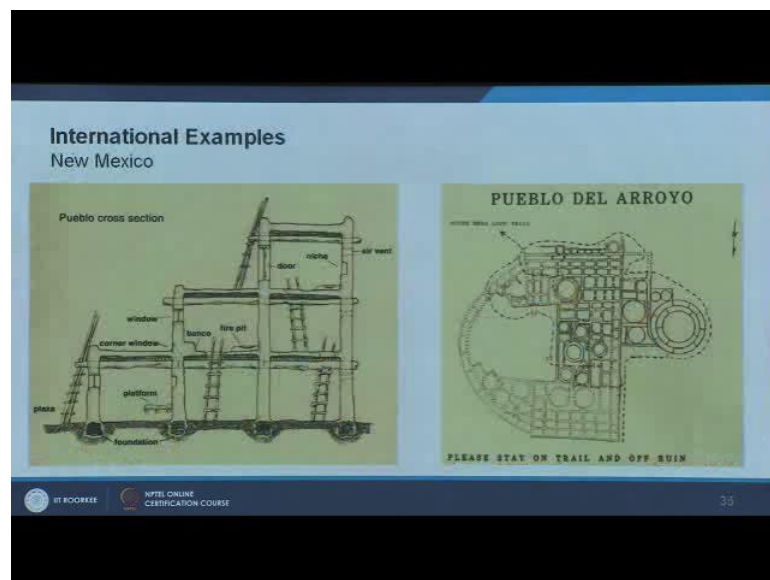 International Examples
New Mexico
Pueblo cross section
niche
air vent
door
window
banco
fire pit
corner window
platform
plaza
foundation
PUEBLO DEL ARROYO
PLEASE STAY ON TRAIL AND OFF RUIN
IIT ROORKEE
NPTEL ONLINE
CERTIFICATION COURSE
35